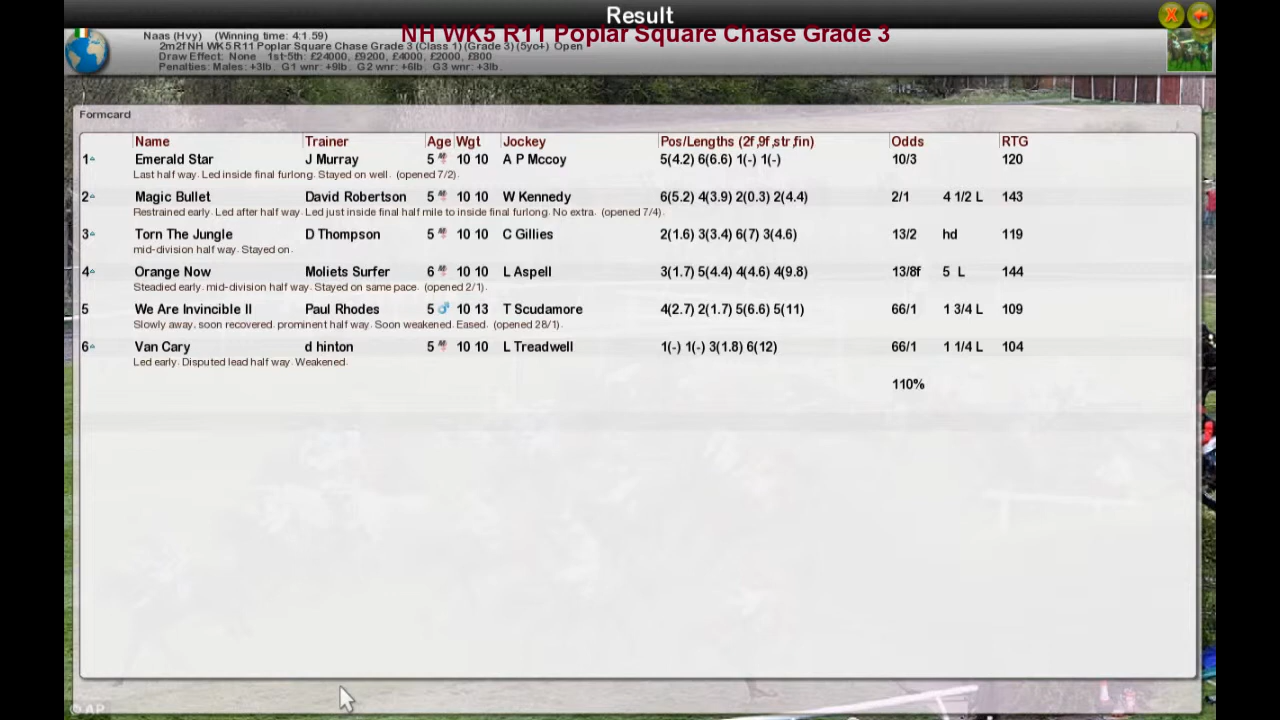 Result
NH WK5 R11 Poplar Square Chase Grade 3
Naas (Hvy) (Winning time: 4:1.59)
2m2f NH WK5 R11 Poplar Square Chase Grade 3 (Class 1) (Grade 3) (5yo+) Open
Draw Effect: None 1st-5th: £24000, £9200, £4000, £2000, £800
Penalties: Males: +3lb. G1 wnr: +9lb. G2 wnr: +6lb. G3 wnr: +3lb.
Formcard
Name Trainer Age Wgt Jockey Pos/Lengths (2f,9f,str,fin) Odds RTG
1 Emerald Star J Murray 5 10 10 A P Mccoy 5(4.2) 6(6.6) 1(-) 1(-) 10/3 120
Last half way. Led inside final furlong. Stayed on well. (opened 7/2).
2 Magic Bullet David Robertson 5 10 10 W Kennedy 6(5.2) 4(3.9) 2(0.3) 2(4.4) 2/1 4 1/2 L 143
Restrained early. Led after half way. Led just inside final half mile to inside final furlong. No extra. (opened 7/4).
3 Torn The Jungle D Thompson 5 10 10 C Gillies 2(1.6) 3(3.4) 6(7) 3(4.6) 13/2 hd 119
mid-division half way. Stayed on.
4 Orange Now Moliets Surfer 6 10 10 L Aspell 3(1.7) 5(4.4) 4(4.6) 4(9.8) 13/8f 5 L 144
Steadied early. mid-division half way. Stayed on same pace. (opened 2/1).
5 We Are Invincible II Paul Rhodes 5 10 13 T Scudamore 4(2.7) 2(1.7) 5(6.6) 5(11) 66/1 1 3/4 L 109
Slowly away, soon recovered. prominent half way. Soon weakened. Eased. (opened 28/1).
6 Van Cary d hinton 5 10 10 L Treadwell 1(-) 1(-) 3(1.8) 6(12) 66/1 1 1/4 L 104
Led early. Disputed lead half way. Weakened.
110%
© AP